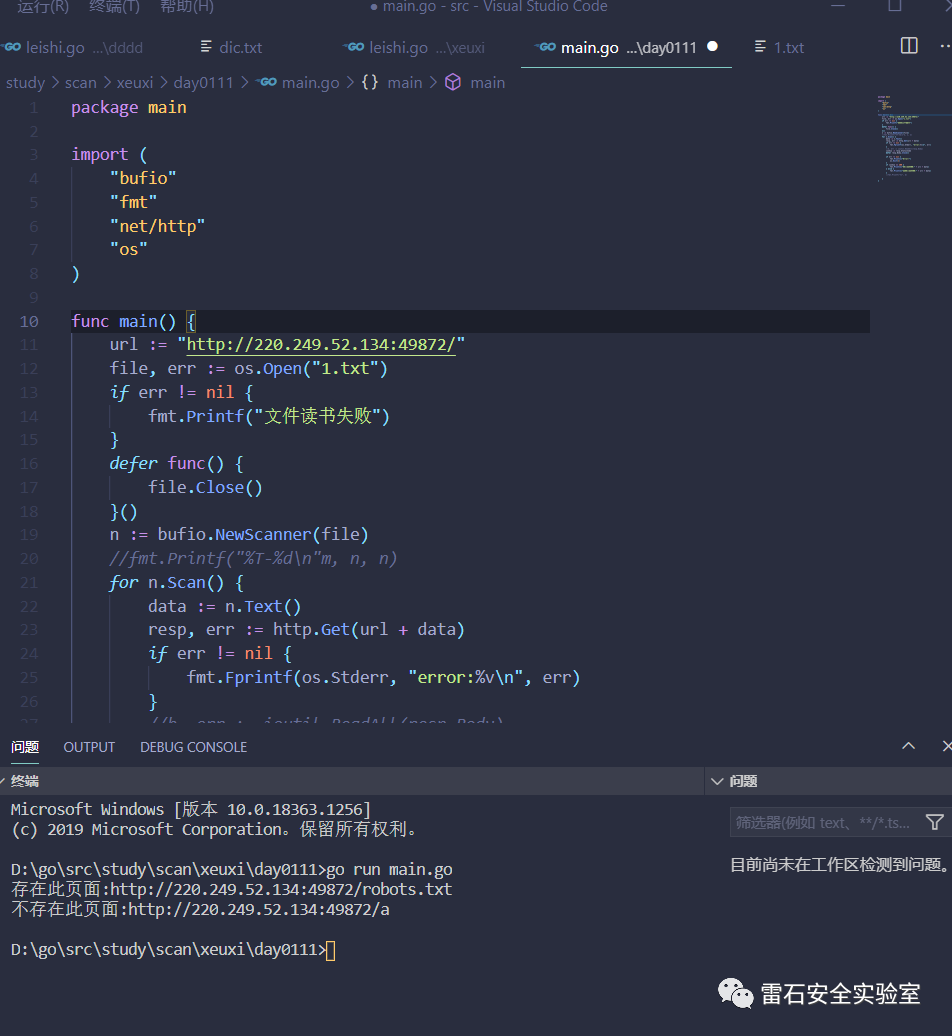 运行(R) 终端(T) 帮助(H) ● main.go - src - Visual Studio Code
leishi.go ...\dddd dic.txt leishi.go ...\xeuxi main.go ...\day0111 ● 1.txt
study > scan > xeuxi > day0111 > main.go > {} main > main
1 package main
2
3 import (
4 "bufio"
5 "fmt"
6 "net/http"
7 "os"
8 )
9
10 func main() {
11 url := "http://220.249.52.134:49872/"
12 file, err := os.Open("1.txt")
13 if err != nil {
14 fmt.Printf("文件读书失败")
15 }
16 defer func() {
17 file.Close()
18 }()
19 n := bufio.NewScanner(file)
20 //fmt.Printf("%T-%d\n"m, n, n)
21 for n.Scan() {
22 data := n.Text()
23 resp, err := http.Get(url + data)
24 if err != nil {
25 fmt.Fprintf(os.Stderr, "error:%v\n", err)
26 }
问题 OUTPUT DEBUG CONSOLE
终端
Microsoft Windows [版本 10.0.18363.1256]
(c) 2019 Microsoft Corporation。保留所有权利。
D:\go\src\study\scan\xeuxi\day0111>go run main.go
存在此页面:http://220.249.52.134:49872/robots.txt
不存在此页面:http://220.249.52.134:49872/a
D:\go\src\study\scan\xeuxi\day0111>
问题
筛选器(例如 text、**/*.ts...
目前尚未在工作区检测到问题。
雷石安全实验室